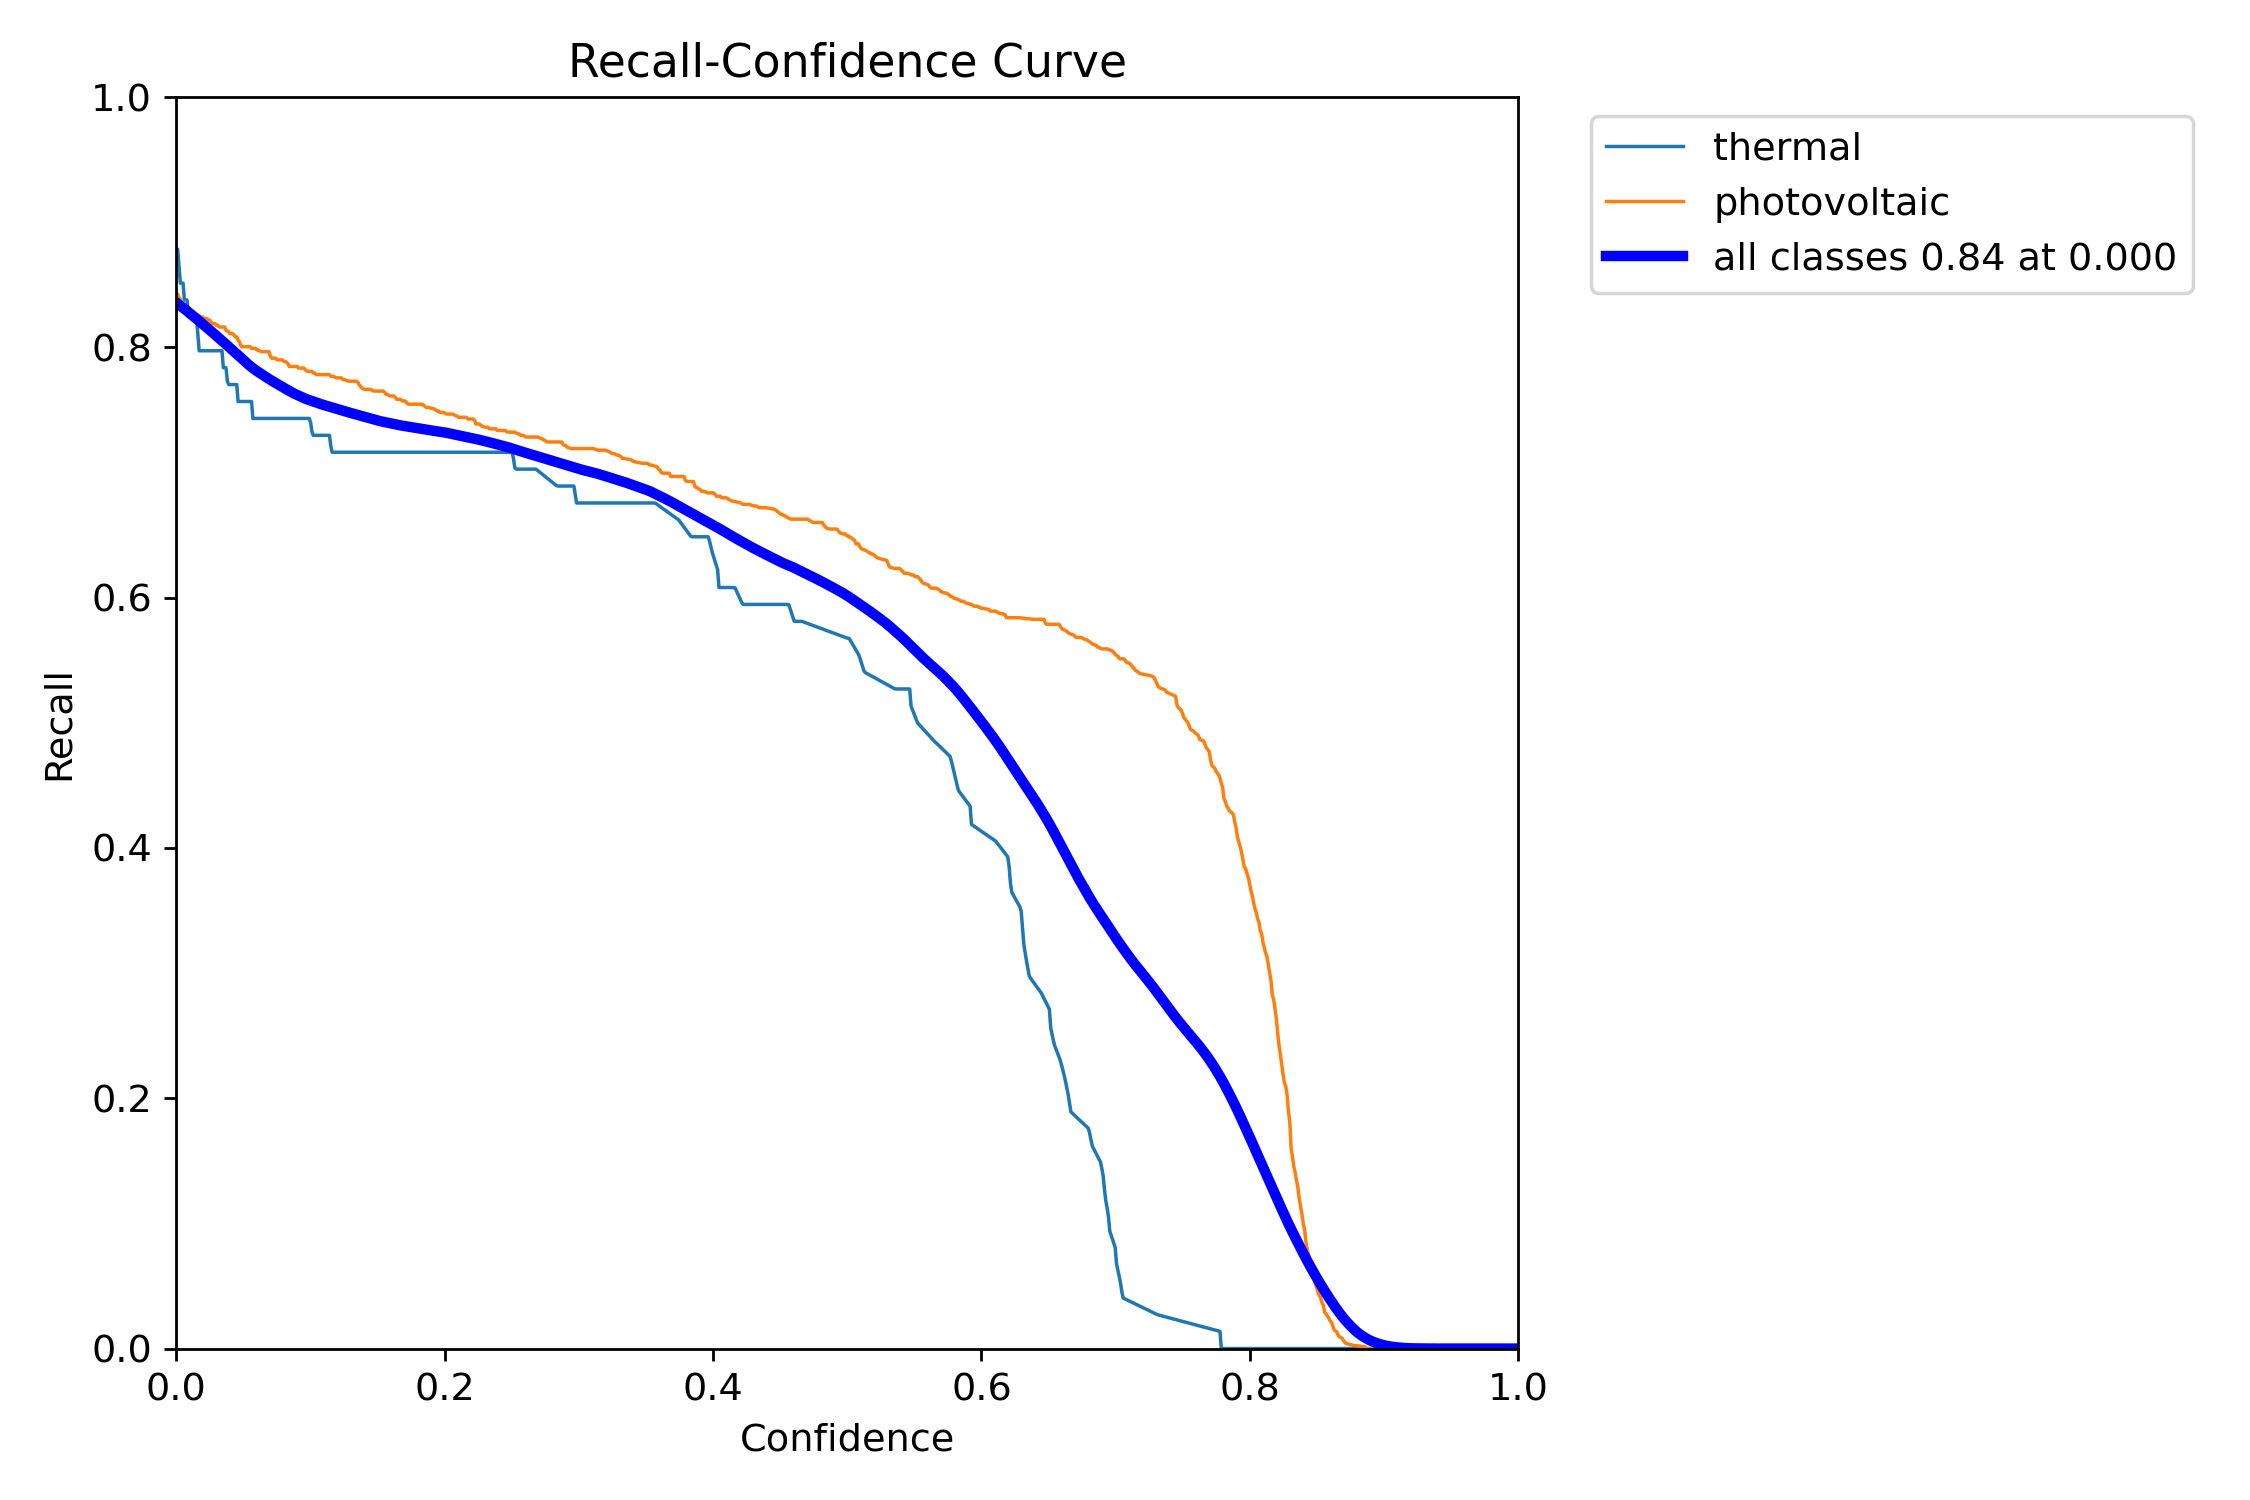 Recall-Confidence Curve
1.0
0.8
0.6
0.4
0.2
0.0
Recall
0.0 0.2 0.4 0.6 0.8 1.0
Confidence
thermal
photovoltaic
all classes 0.84 at 0.000